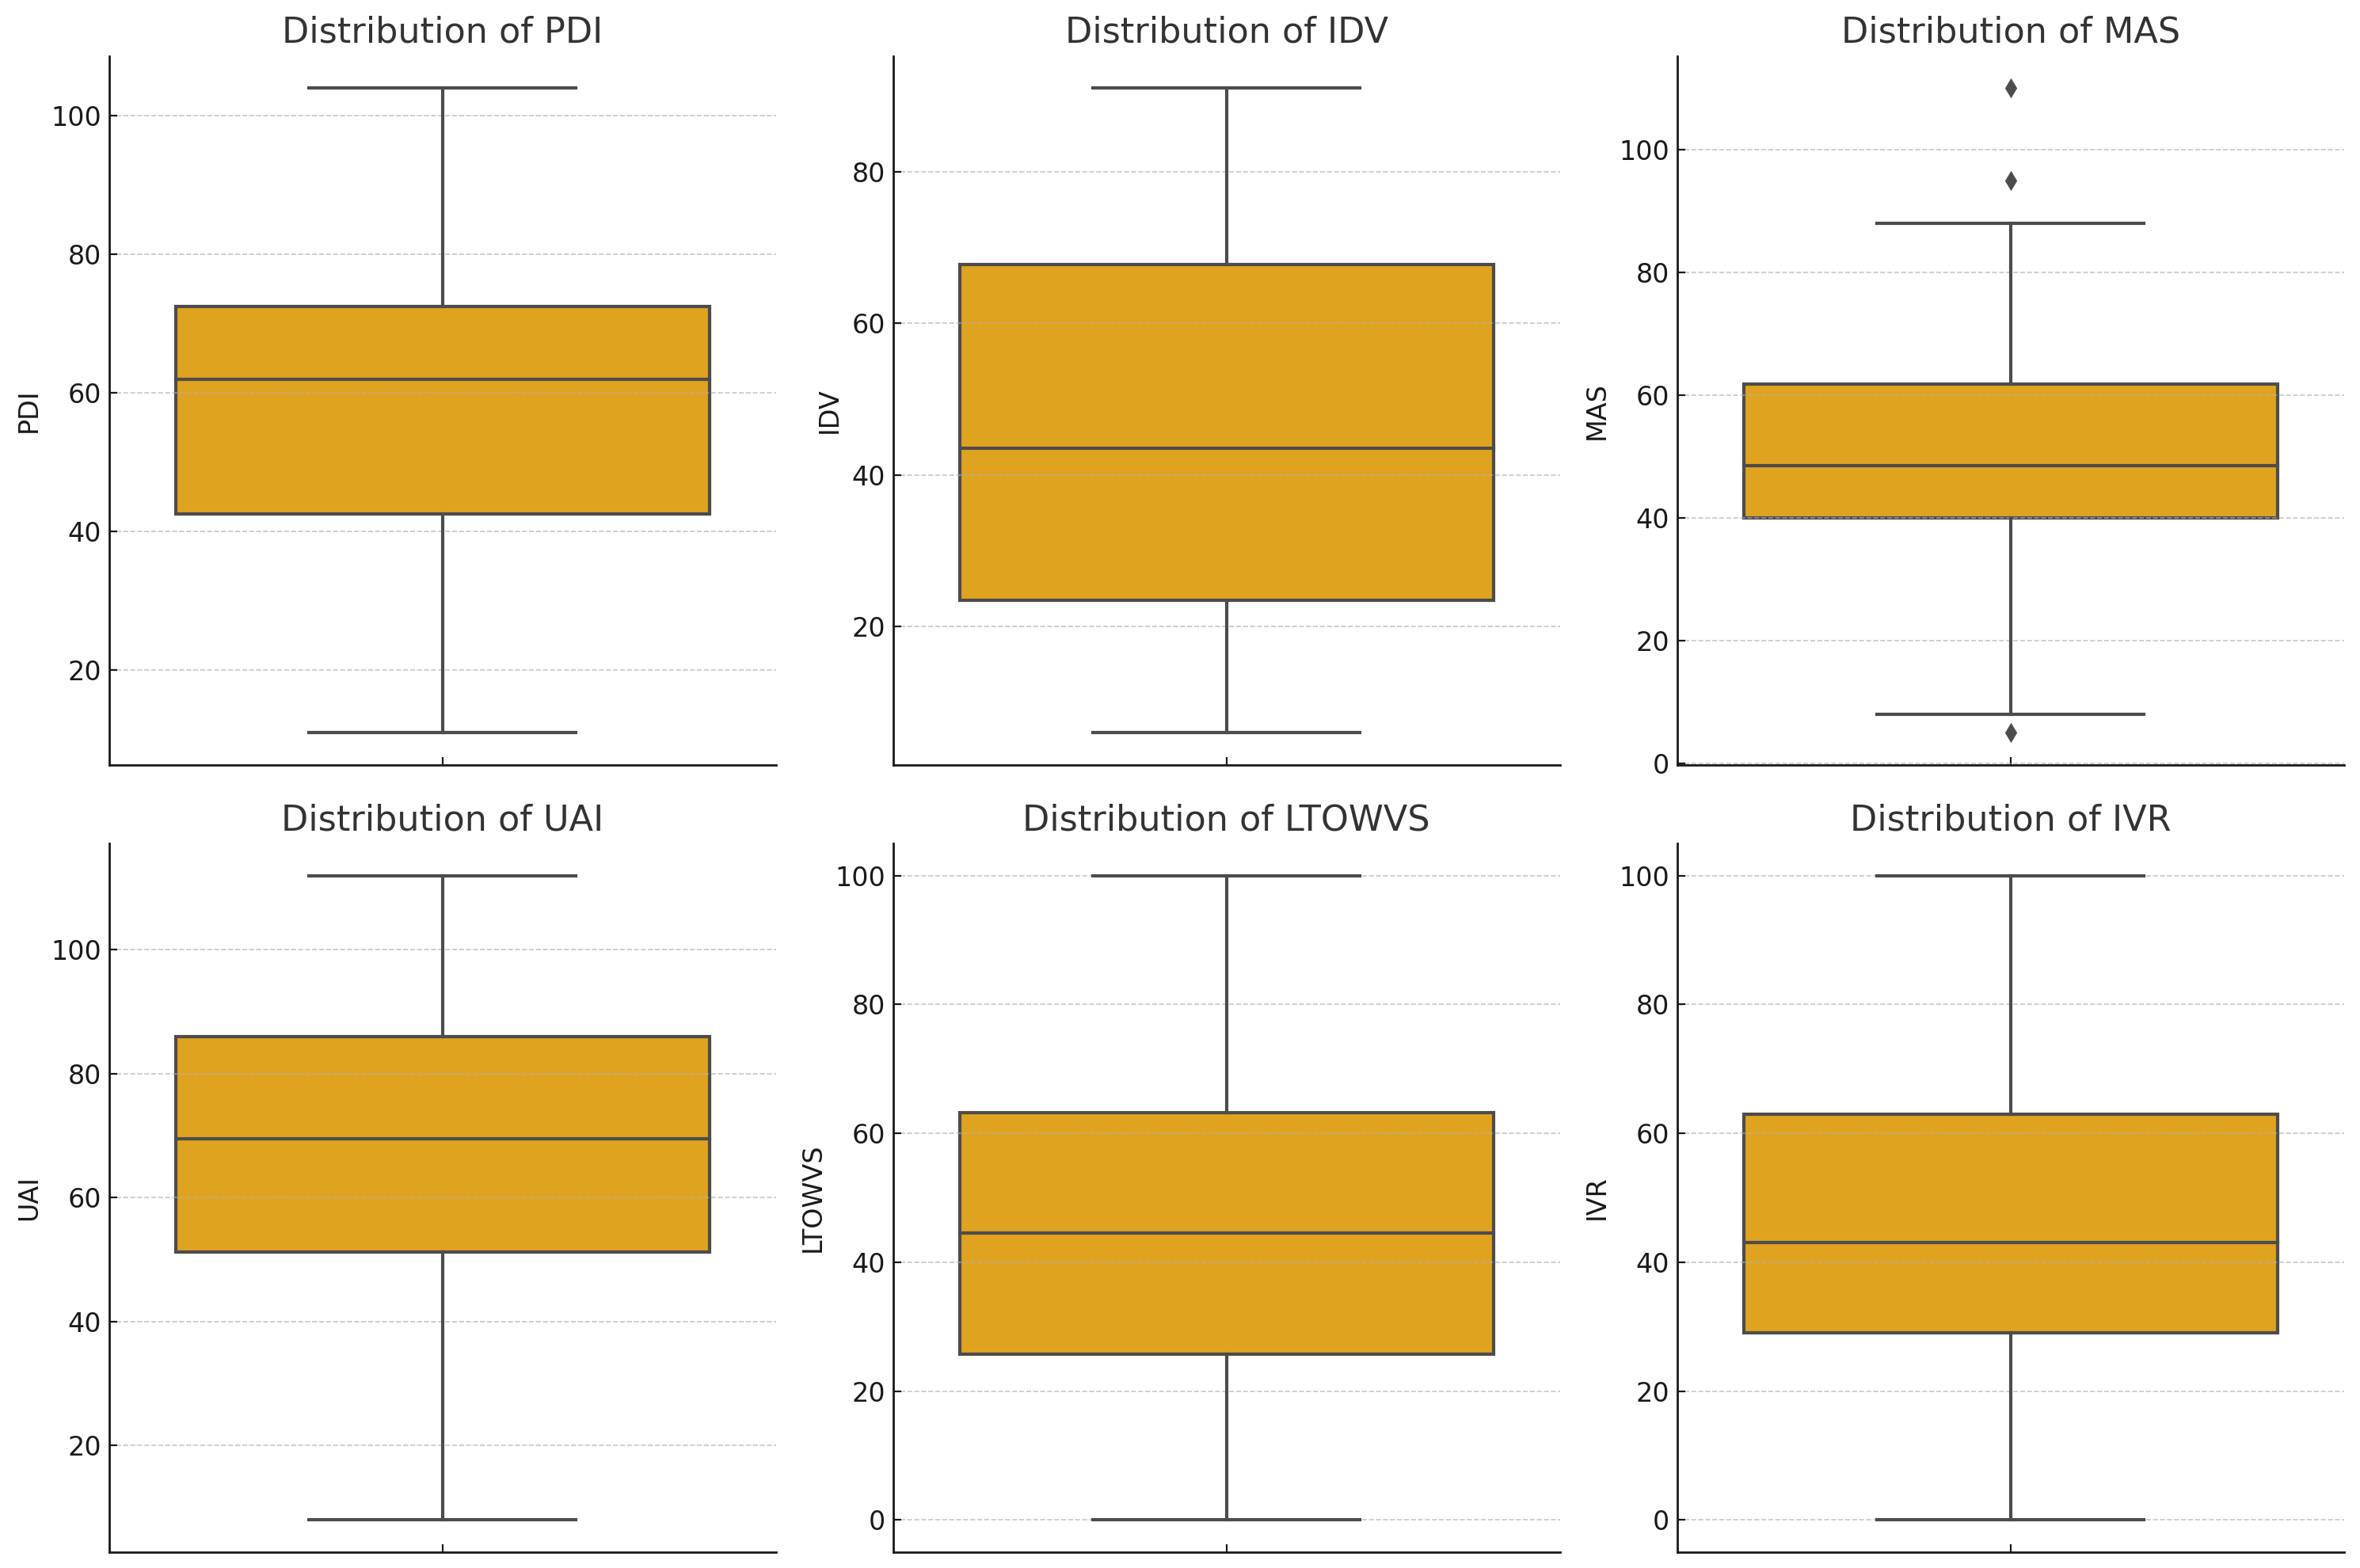 Distribution of PDI
Distribution of IDV
Distribution of MAS
100
80
60
40
20
PDI
80
60
40
20
IDV
100
80
60
40
20
0
MAS
Distribution of UAI
Distribution of LTOWVS
Distribution of IVR
100
80
60
40
20
UAI
100
80
60
40
20
0
LTOWVS
100
80
60
40
20
0
IVR